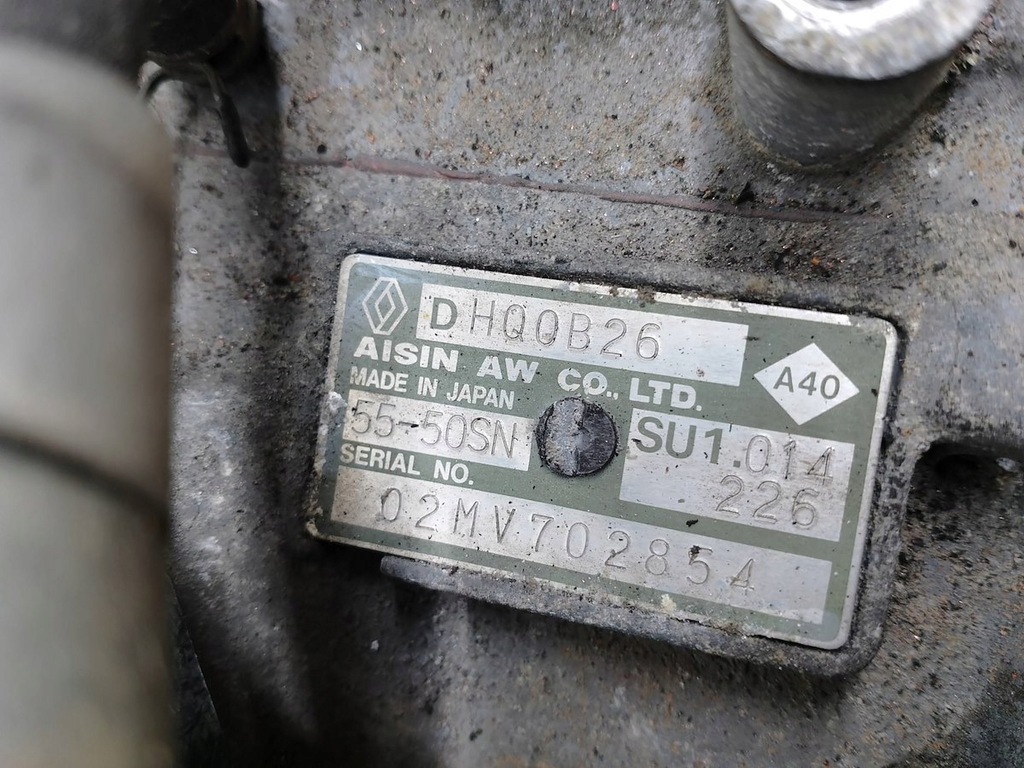 DHQ0B26
AISIN AW CO., LTD.
A40
MADE IN JAPAN
55-50SN
SU1.014
226
SERIAL NO.
02MV702854